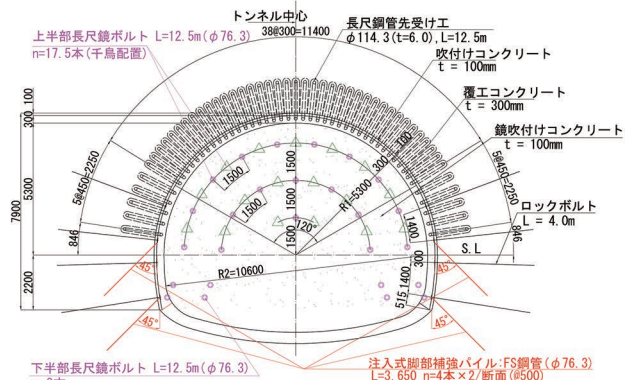 トンネル中心
38@300=11400
長尺鋼管先受け工
φ114.3(t=6.0),L=12.5m
上半部長尺鏡ボルト L=12.5m(φ76.3)
n=17.5本(千鳥配置)
吹付けコンクリート
t = 100mm
覆工コンクリート
t = 300mm
鏡吹付けコンクリート
t = 100mm
ロックボルト
L = 4.0m
S.L
100
300
5300
7900
2200
846
5@450=2250
5@450=2250
846
100
300
1500
1500
1500
1500
1500
120°
R1=5300
R2=10600
1400
300
1400
515
45°
45°
45°
45°
下半部長尺鏡ボルト L=12.5m(φ76.3)
注入式脚部補強パイル:FS鋼管(φ76.3)
L=3.650 n=4本×2/断面(@500)